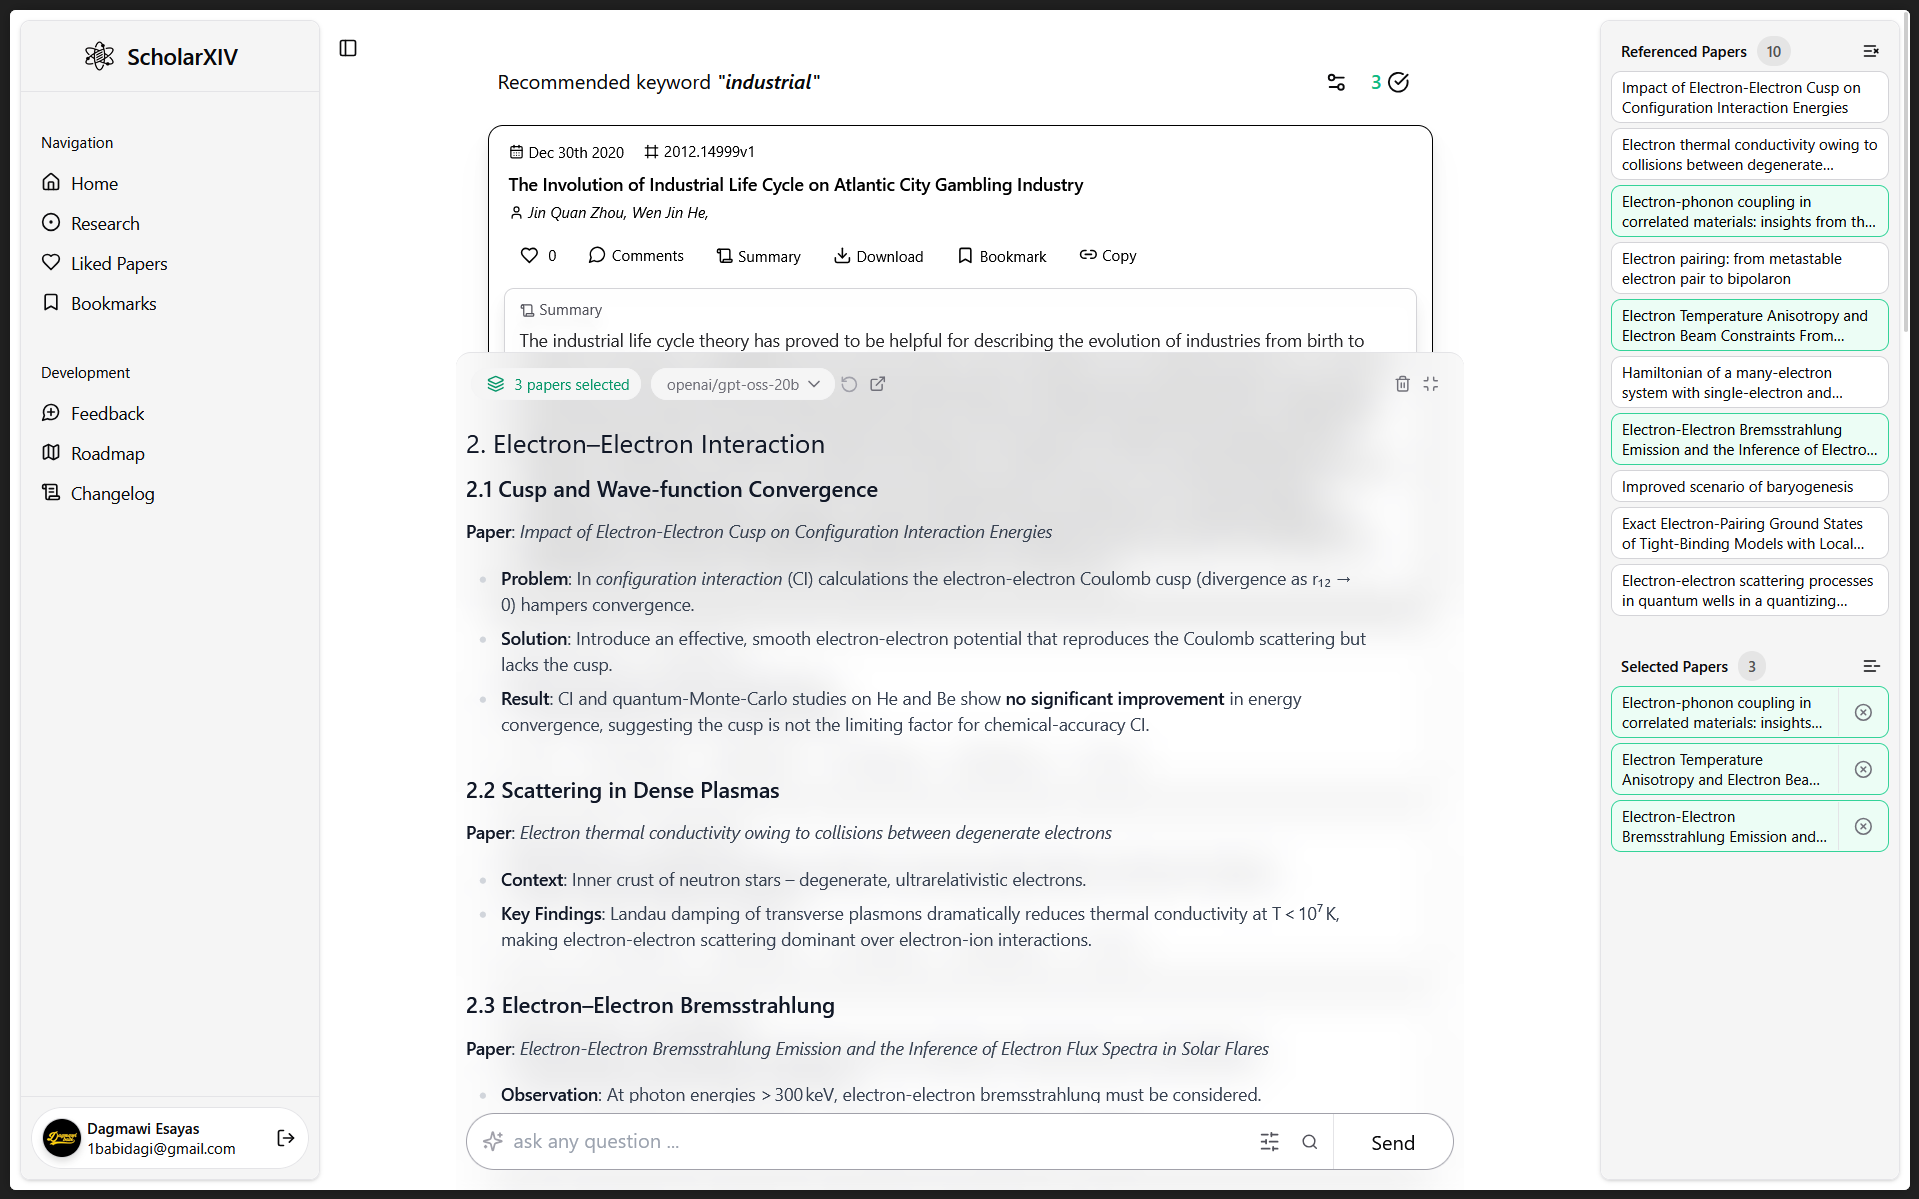 ScholarXIV
Navigation
Home
Research
Liked Papers
Bookmarks
Development
Feedback
Roadmap
Changelog
Dagmawi Esayas
1babidagi@gmail.com
Recommended keyword "industrial"
3
Dec 30th 2020 2012.14999v1
The Involution of Industrial Life Cycle on Atlantic City Gambling Industry
Jin Quan Zhou, Wen Jin He,
0 Comments Summary Download Bookmark Copy
Summary
The industrial life cycle theory has proved to be helpful for describing the evolution of industries from birth to
3 papers selected openai/gpt-oss-20b
2. Electron–Electron Interaction
2.1 Cusp and Wave-function Convergence
Paper: Impact of Electron-Electron Cusp on Configuration Interaction Energies
Problem: In configuration interaction (CI) calculations the electron-electron Coulomb cusp (divergence as r₁₂ →
0) hampers convergence.
Solution: Introduce an effective, smooth electron-electron potential that reproduces the Coulomb scattering but
lacks the cusp.
Result: CI and quantum-Monte-Carlo studies on He and Be show no significant improvement in energy
convergence, suggesting the cusp is not the limiting factor for chemical-accuracy CI.
2.2 Scattering in Dense Plasmas
Paper: Electron thermal conductivity owing to collisions between degenerate electrons
Context: Inner crust of neutron stars – degenerate, ultrarelativistic electrons.
Key Findings: Landau damping of transverse plasmons dramatically reduces thermal conductivity at T < 10⁷ K,
making electron-electron scattering dominant over electron-ion interactions.
2.3 Electron–Electron Bremsstrahlung
Paper: Electron-Electron Bremsstrahlung Emission and the Inference of Electron Flux Spectra in Solar Flares
Observation: At photon energies > 300 keV, electron-electron bremsstrahlung must be considered.
ask any question ...
Send
Referenced Papers 10
Impact of Electron-Electron Cusp on
Configuration Interaction Energies
Electron thermal conductivity owing to
collisions between degenerate...
Electron-phonon coupling in
correlated materials: insights from th...
Electron pairing: from metastable
electron pair to bipolaron
Electron Temperature Anisotropy and
Electron Beam Constraints From...
Hamiltonian of a many-electron
system with single-electron and...
Electron-Electron Bremsstrahlung
Emission and the Inference of Electro...
Improved scenario of baryogenesis
Exact Electron-Pairing Ground States
of Tight-Binding Models with Local...
Electron-electron scattering processes
in quantum wells in a quantizing...
Selected Papers 3
Electron-phonon coupling in
correlated materials: insights...
Electron Temperature
Anisotropy and Electron Bea...
Electron-Electron
Bremsstrahlung Emission and...